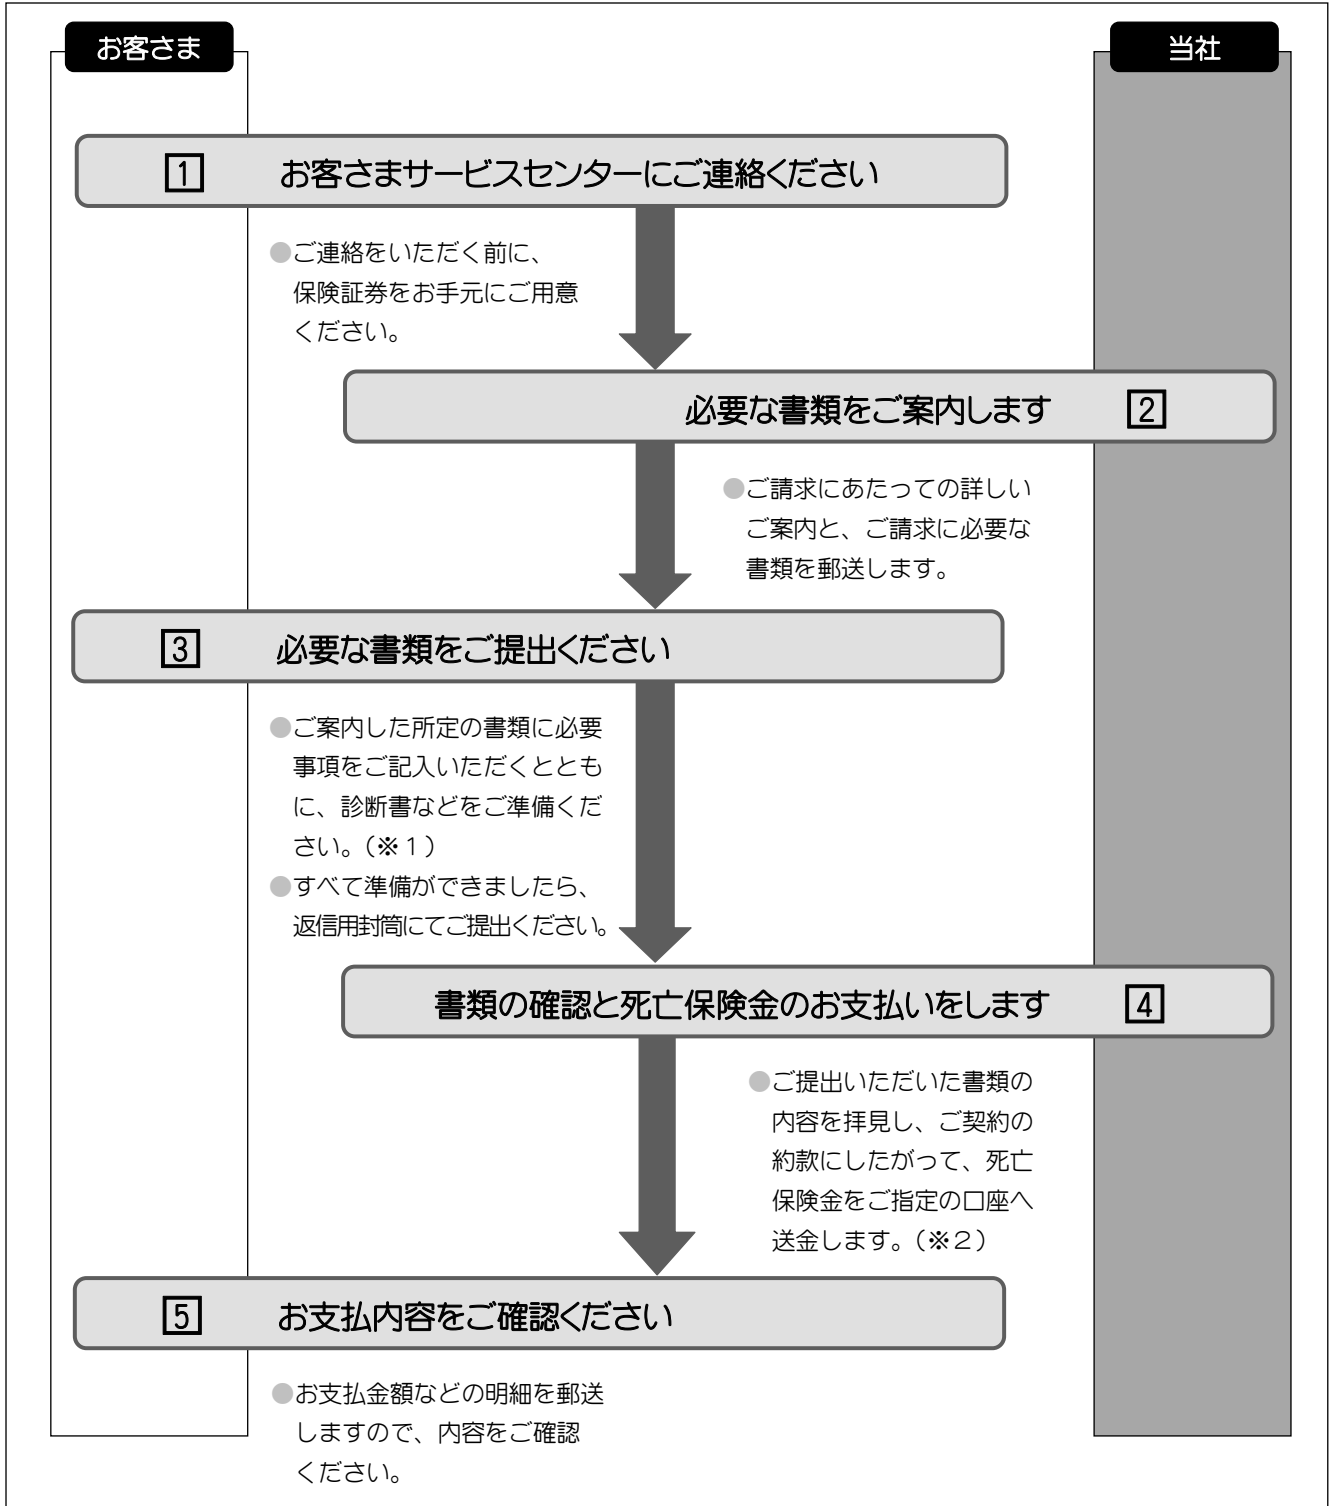 お客さま
当社
1 お客さまサービスセンターにご連絡ください
●ご連絡をいただく前に、
保険証券をお手元にご用意
ください。
必要な書類をご案内します 2
●ご請求にあたっての詳しい
ご案内と、ご請求に必要な
書類を郵送します。
3 必要な書類をご提出ください
●ご案内した所定の書類に必要
事項をご記入いただくととも
に、診断書などをご準備くだ
さい。(※1)
●すべて準備ができましたら、
返信用封筒にてご提出ください。
書類の確認と死亡保険金のお支払いをします 4
●ご提出いただいた書類の
内容を拝見し、ご契約の
約款にしたがって、死亡
保険金をご指定の口座へ
送金します。(※2)
5 お支払内容をご確認ください
●お支払金額などの明細を郵送
しますので、内容をご確認
ください。